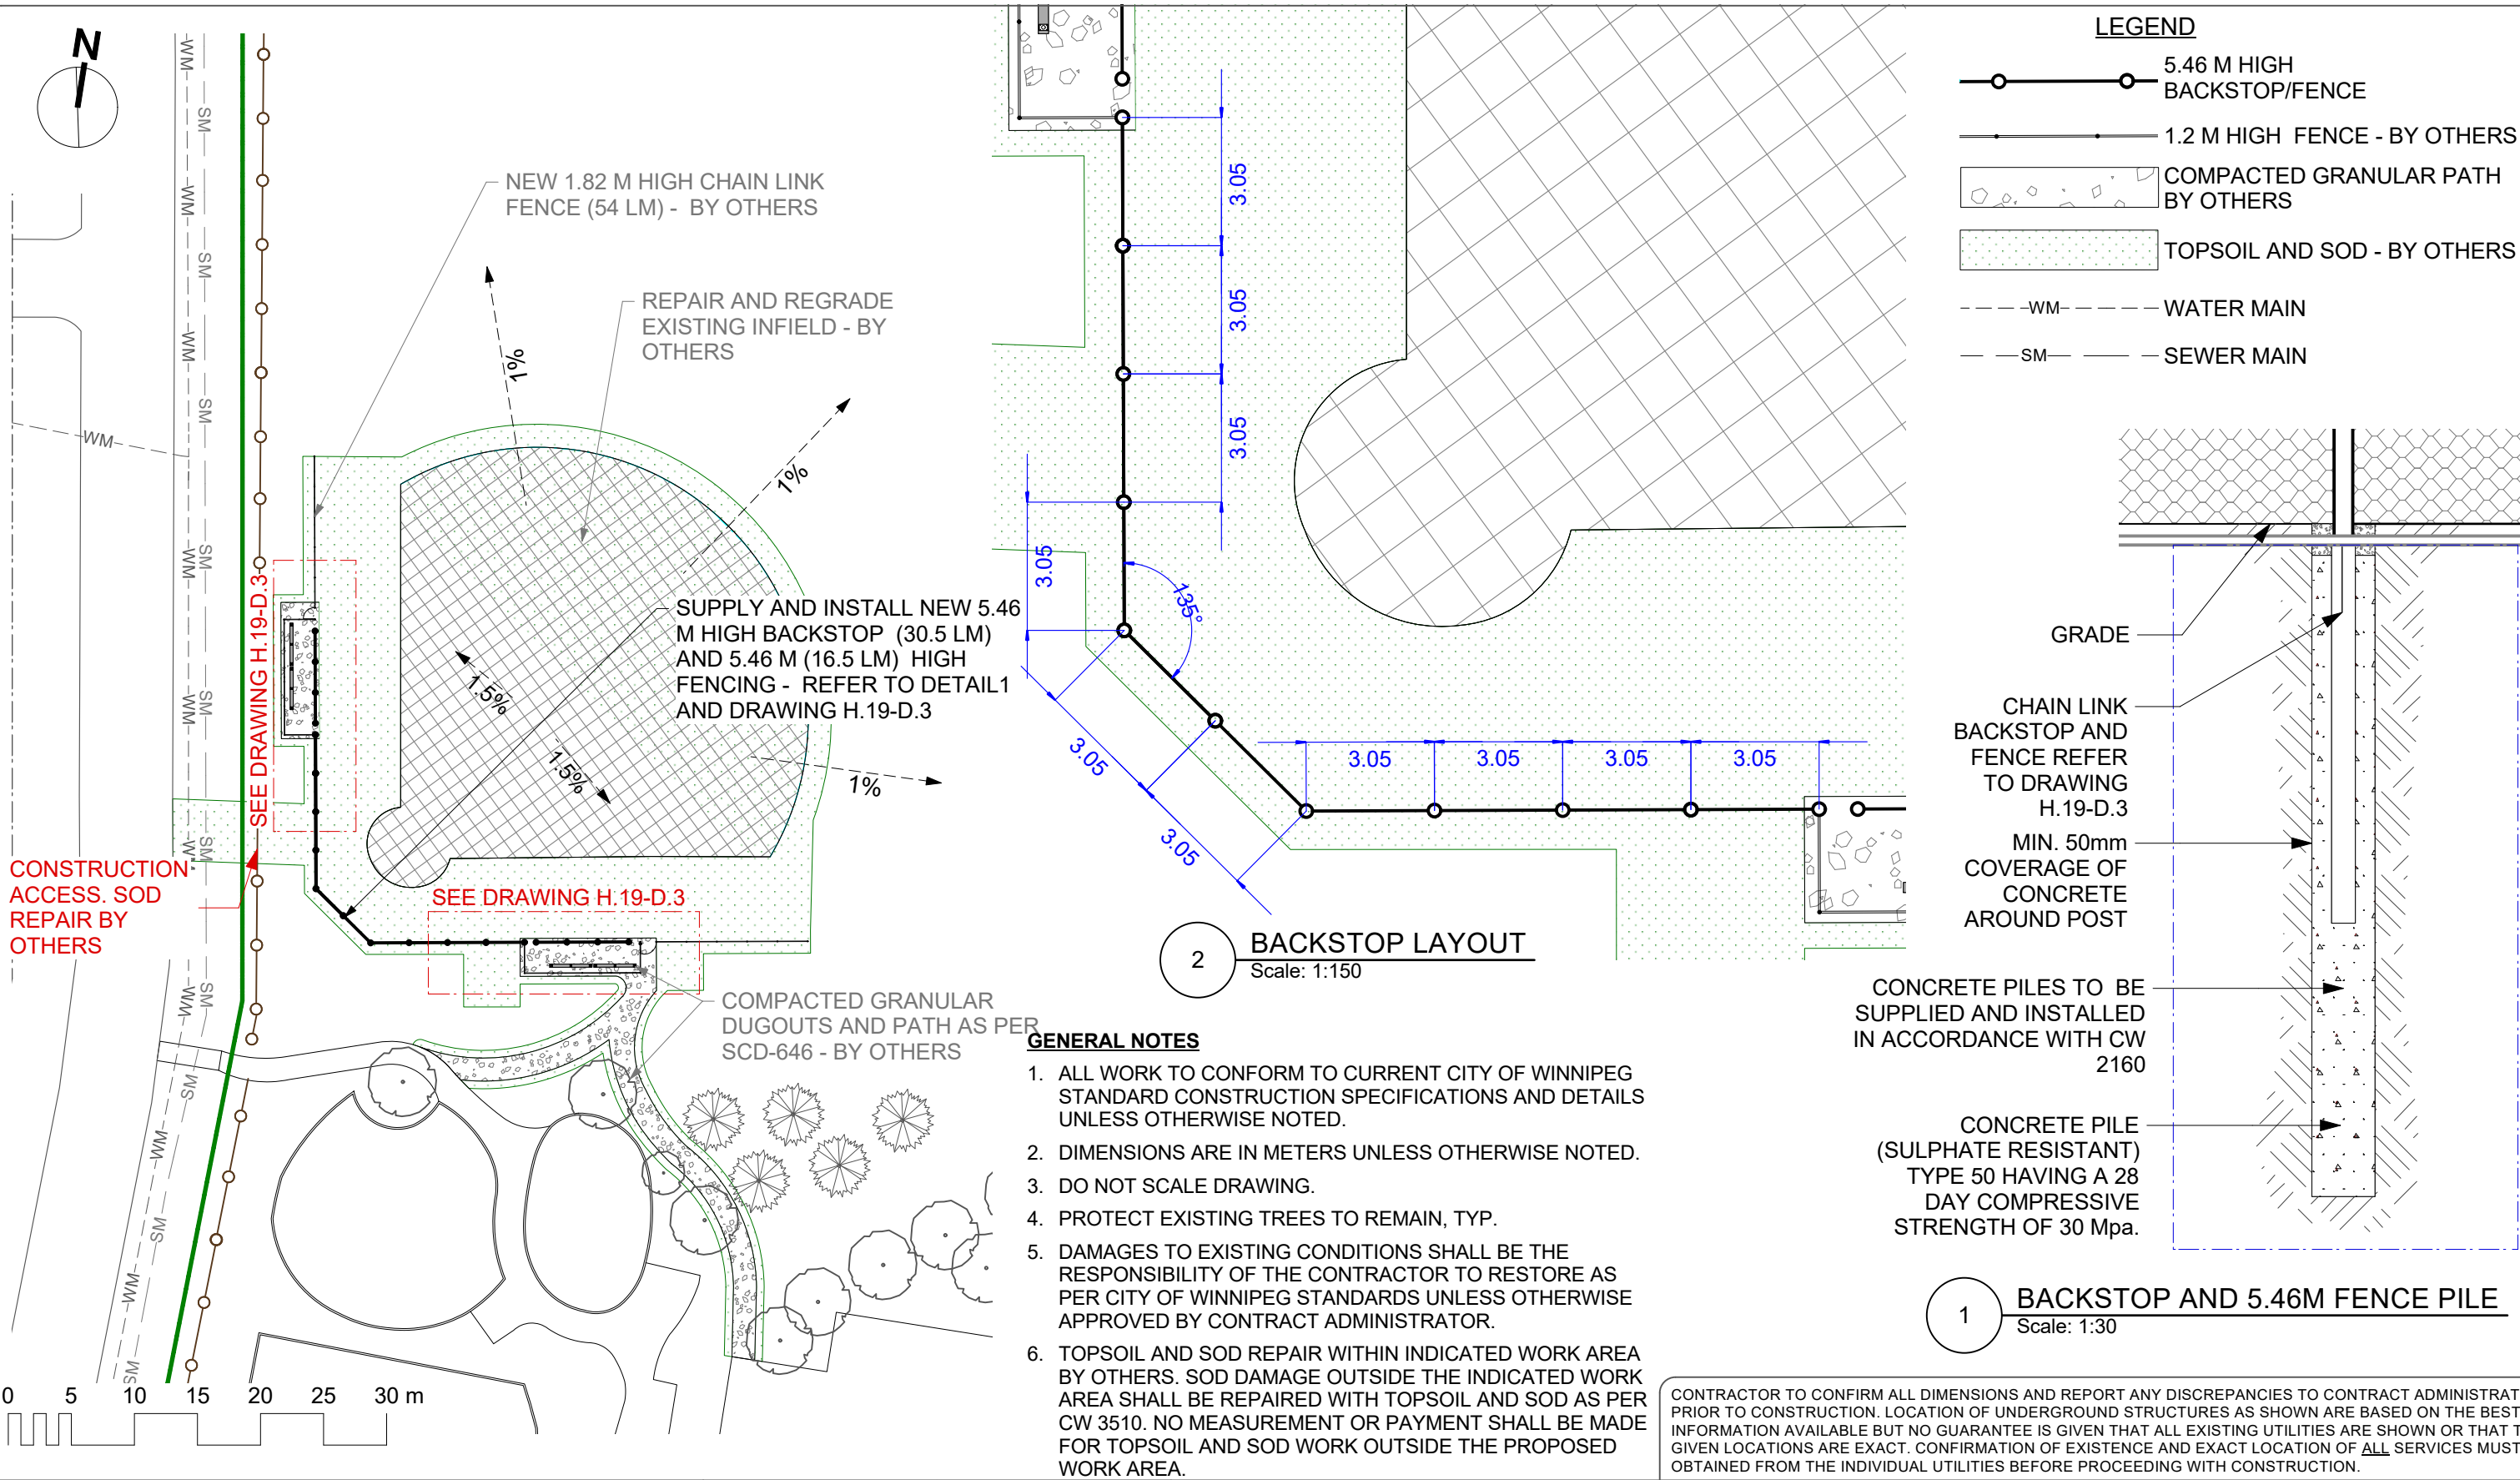 N
NEW 1.82 M HIGH CHAIN LINK
FENCE (54 LM) - BY OTHERS
REPAIR AND REGRADE
EXISTING INFIELD - BY
OTHERS
1%
1%
1%
1.5%
1.5%
SUPPLY AND INSTALL NEW 5.46
M HIGH BACKSTOP (30.5 LM)
AND 5.46 M (16.5 LM) HIGH
FENCING - REFER TO DETAIL1
AND DRAWING H.19-D.3
SEE DRAWING H.19-D.3
SEE DRAWING H.19-D.3
CONSTRUCTION
ACCESS. SOD
REPAIR BY
OTHERS
COMPACTED GRANULAR
DUGOUTS AND PATH AS PER
SCD-646 - BY OTHERS
WM
WM
WM
WM
WM
WM
WM
WM
WM
WM
WM
SM
SM
SM
SM
SM
SM
SM
SM
SM
SM
0 5 10 15 20 25 30 m
3.05
3.05
3.05
3.05
135°
3.05
3.05
3.05 3.05 3.05 3.05
2
BACKSTOP LAYOUT
Scale: 1:150
GENERAL NOTES
1. ALL WORK TO CONFORM TO CURRENT CITY OF WINNIPEG
STANDARD CONSTRUCTION SPECIFICATIONS AND DETAILS
UNLESS OTHERWISE NOTED.
2. DIMENSIONS ARE IN METERS UNLESS OTHERWISE NOTED.
3. DO NOT SCALE DRAWING.
4. PROTECT EXISTING TREES TO REMAIN, TYP.
5. DAMAGES TO EXISTING CONDITIONS SHALL BE THE
RESPONSIBILITY OF THE CONTRACTOR TO RESTORE AS
PER CITY OF WINNIPEG STANDARDS UNLESS OTHERWISE
APPROVED BY CONTRACT ADMINISTRATOR.
6. TOPSOIL AND SOD REPAIR WITHIN INDICATED WORK AREA
BY OTHERS. SOD DAMAGE OUTSIDE THE INDICATED WORK
AREA SHALL BE REPAIRED WITH TOPSOIL AND SOD AS PER
CW 3510. NO MEASUREMENT OR PAYMENT SHALL BE MADE
FOR TOPSOIL AND SOD WORK OUTSIDE THE PROPOSED
WORK AREA.
LEGEND
5.46 M HIGH
BACKSTOP/FENCE
1.2 M HIGH FENCE - BY OTHERS
COMPACTED GRANULAR PATH
BY OTHERS
TOPSOIL AND SOD - BY OTHERS
WM WATER MAIN
SM SEWER MAIN
GRADE
CHAIN LINK
BACKSTOP AND
FENCE REFER
TO DRAWING
H.19-D.3
MIN. 50mm
COVERAGE OF
CONCRETE
AROUND POST
CONCRETE PILES TO BE
SUPPLIED AND INSTALLED
IN ACCORDANCE WITH CW
2160
CONCRETE PILE
(SULPHATE RESISTANT)
TYPE 50 HAVING A 28
DAY COMPRESSIVE
STRENGTH OF 30 Mpa.
1
BACKSTOP AND 5.46M FENCE PILE
Scale: 1:30
CONTRACTOR TO CONFIRM ALL DIMENSIONS AND REPORT ANY DISCREPANCIES TO CONTRACT ADMINISTRAT
PRIOR TO CONSTRUCTION. LOCATION OF UNDERGROUND STRUCTURES AS SHOWN ARE BASED ON THE BEST
INFORMATION AVAILABLE BUT NO GUARANTEE IS GIVEN THAT ALL EXISTING UTILITIES ARE SHOWN OR THAT T
GIVEN LOCATIONS ARE EXACT. CONFIRMATION OF EXISTENCE AND EXACT LOCATION OF ALL SERVICES MUST
OBTAINED FROM THE INDIVIDUAL UTILITIES BEFORE PROCEEDING WITH CONSTRUCTION.